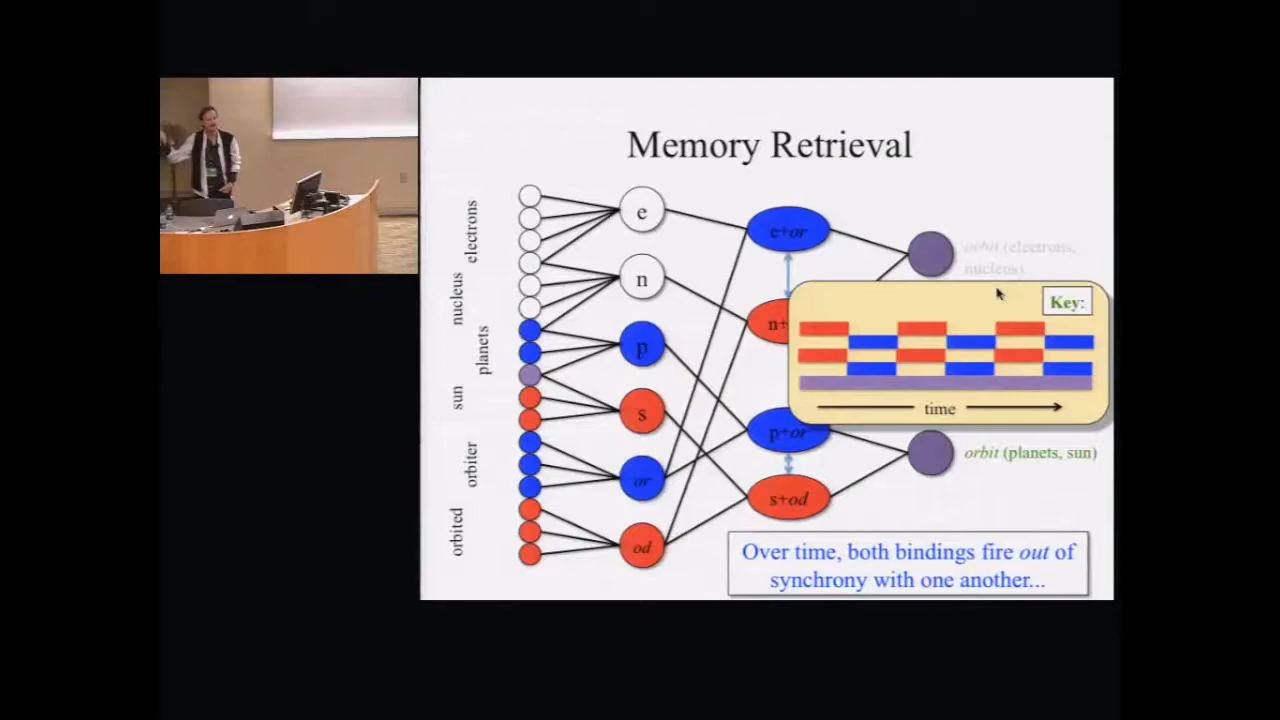 Memory Retrieval
electrons
nucleus
planets
sun
orbiter
orbited
e
n
p
s
or
od
e+or
n+
p+or
s+od
orbit (electrons,
nucleus)
Key:
time
orbit (planets, sun)
Over time, both bindings fire out of
synchrony with one another...